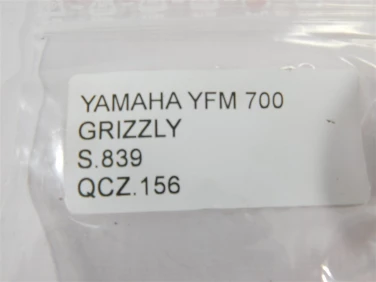 YAMAHA YFM 700
GRIZZLY
S.839
QCZ.156